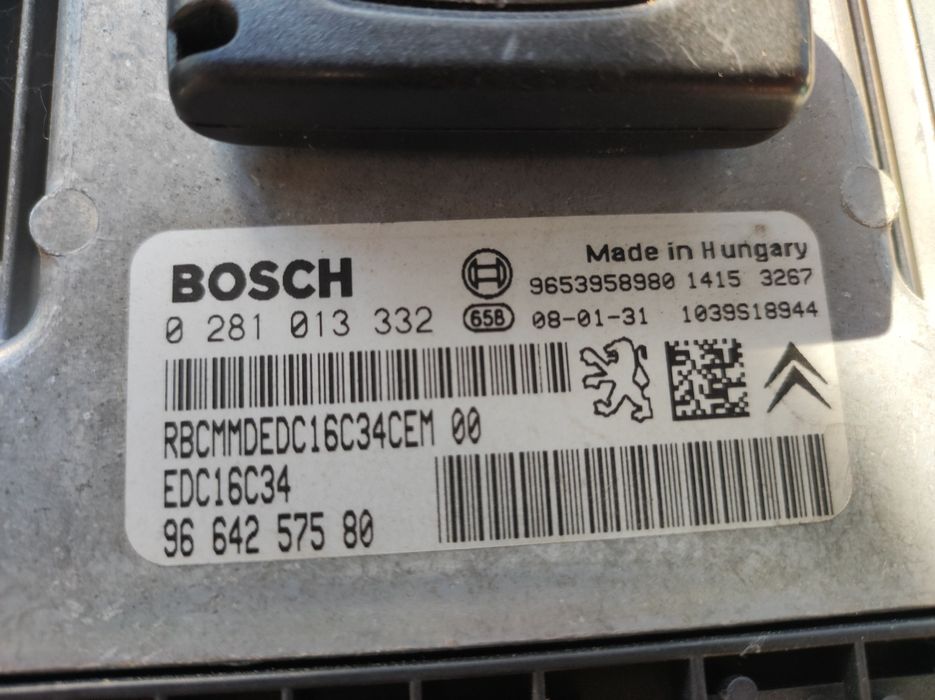 BOSCH
Made in Hungary
9653958980 1415 3267
0 281 013 332
658
08-01-31 1039S18944
RBCMMDEDC16C34CEM 00
EDC16C34
96 642 575 80